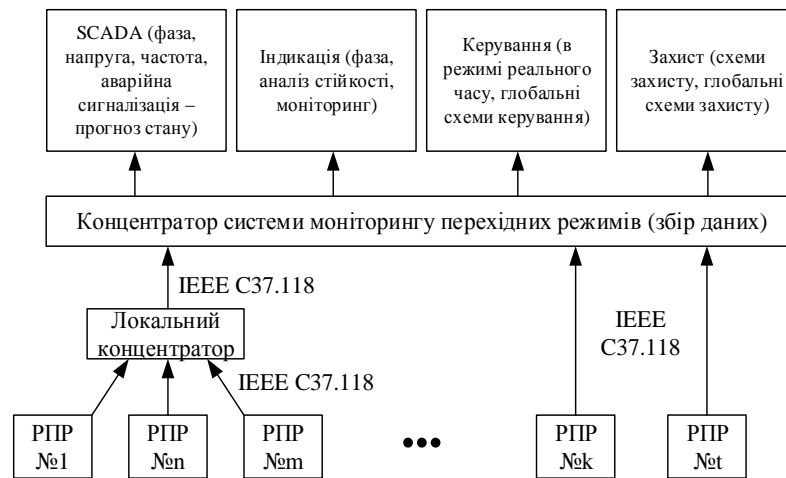 SCADA (фаза,
напруга, частота,
аварійна
сигналізація –
прогноз стану)
Індикація (фаза,
аналіз стійкості,
моніторинг)
Керування (в
режимі реального
часу, глобальні
схеми керування)
Захист (схеми
захисту, глобальні
схеми захисту)
Концентратор системи моніторингу перехідних режимів (збір даних)
IEEE C37.118
Локальний
концентратор
IEEE C37.118
IEEE
C37.118
РПР
№1
РПР
№n
РПР
№m
РПР
№k
РПР
№t